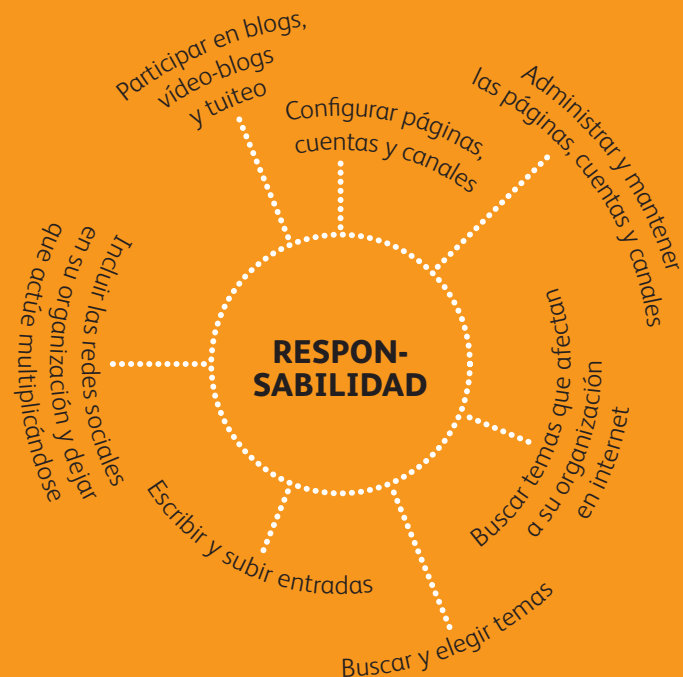 Participar en blogs,
vídeo-blogs
y tuiteo
Configurar páginas,
cuentas y canales
Administrar y mantener
las páginas, cuentas y canales
Incluir las redes sociales
en su organización y dejar
que actúe multiplicándose
RESPON-
SABILIDAD
Buscar temas que afectan
a su organización
en internet
Escribir y subir entradas
Buscar y elegir temas